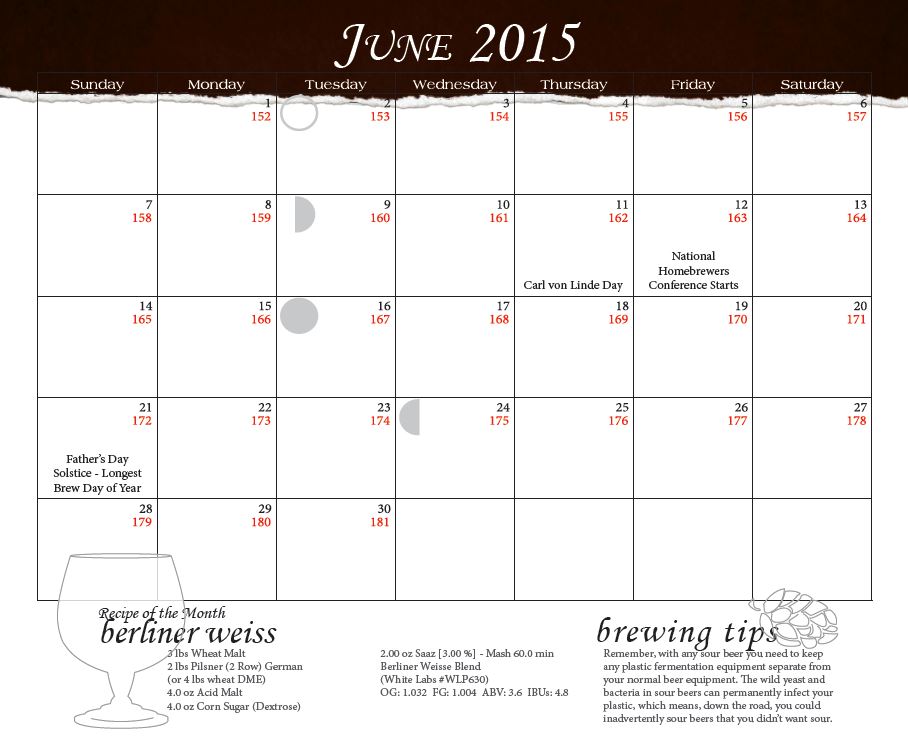 June 2015
Sunday Monday Tuesday Wednesday Thursday Friday Saturday
1 2 3 4 5 6
152 153 154 155 156 157
7 8 9 10 11 12 13
158 159 160 161 162 163 164
Carl von Linde Day
National
Homebrewers
Conference Starts
14 15 16 17 18 19 20
165 166 167 168 169 170 171
21 22 23 24 25 26 27
172 173 174 175 176 177 178
Father's Day
Solstice - Longest
Brew Day of Year
28 29 30
179 180 181
Recipe of the Month
berliner weiss
3 lbs Wheat Malt
2 lbs Pilsner (2 Row) German
(or 4 lbs wheat DME)
4.0 oz Acid Malt
4.0 oz Corn Sugar (Dextrose)
2.00 oz Saaz [3.00 %] - Mash 60.0 min
Berliner Weisse Blend
(White Labs #WLP630)
OG: 1.032 FG: 1.004 ABV: 3.6 IBUs: 4.8
brewing tips
Remember, with any sour beer you need to keep
any plastic fermentation equipment separate from
your normal beer equipment. The wild yeast and
bacteria in sour beers can permanently infect your
plastic, which means, down the road, you could
inadvertently sour beers that you didn't want sour.